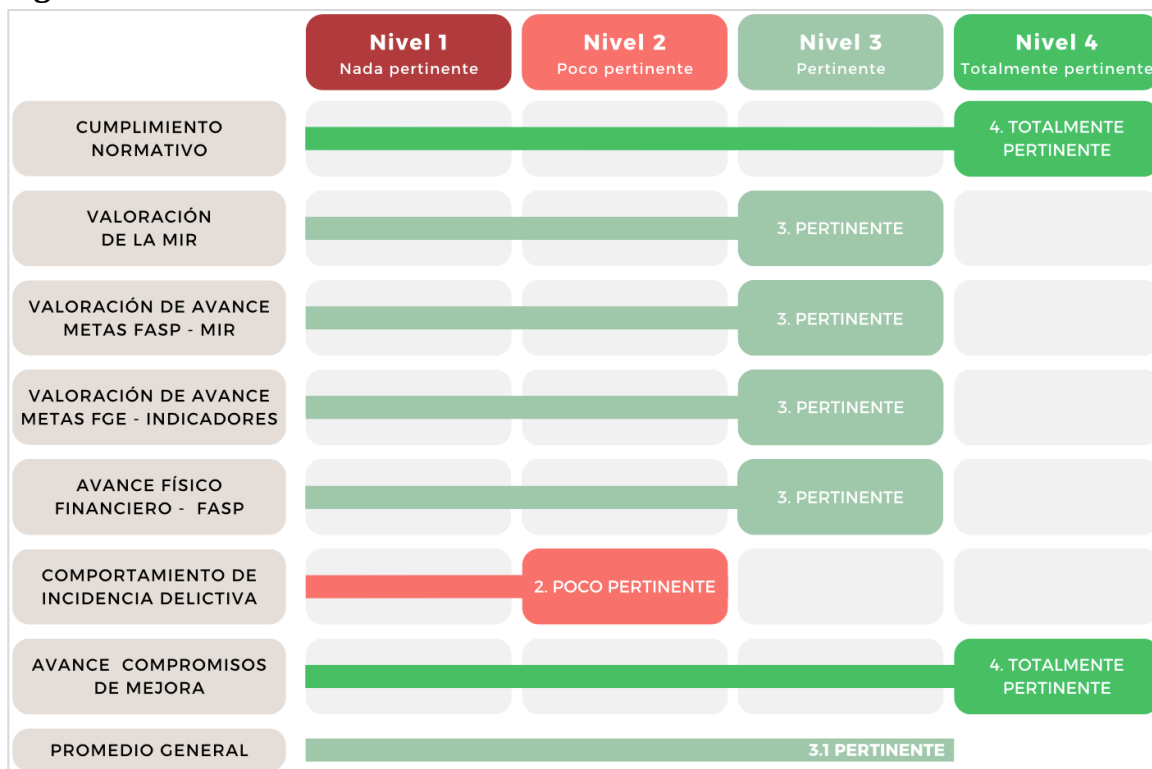 Nivel 1
Nada pertinente
Nivel 2
Poco pertinente
Nivel 3
Pertinente
Nivel 4
Totalmente pertinente
CUMPLIMIENTO
NORMATIVO
4. TOTALMENTE
PERTINENTE
VALORACIÓN
DE LA MIR
3. PERTINENTE
VALORACIÓN DE AVANCE
METAS FASP - MIR
3. PERTINENTE
VALORACIÓN DE AVANCE
METAS FGE - INDICADORES
3. PERTINENTE
AVANCE FÍSICO
FINANCIERO - FASP
3. PERTINENTE
COMPORTAMIENTO DE
INCIDENCIA DELICTIVA
2. POCO PERTINENTE
AVANCE COMPROMISOS
DE MEJORA
4. TOTALMENTE
PERTINENTE
PROMEDIO GENERAL
3.1 PERTINENTE